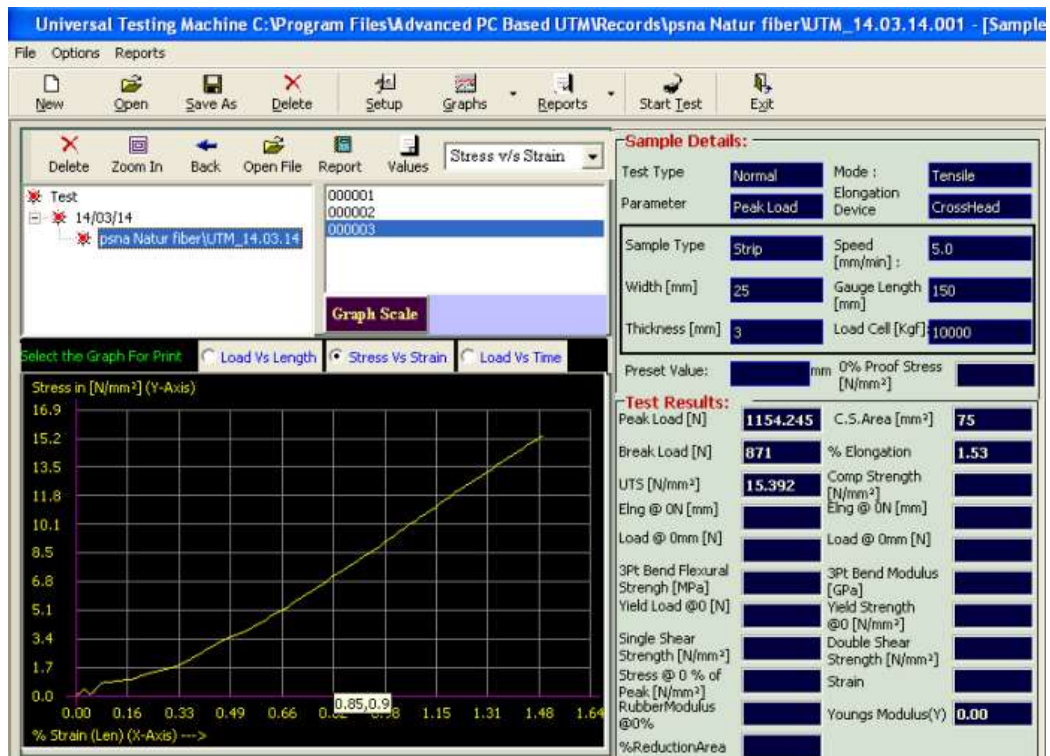 Universal Testing Machine C:\Program Files\Advanced PC Based UTM\Records\psna Natur fiber\UTM_14.03.14.001 - [Sample
File Options Reports
New Open Save As Delete Setup Graphs Reports Start Test Exit
Delete Zoom In Back Open File Report Values Stress v/s Strain
Test
14/03/14
psna Natur fiber\UTM_14.03.14
000001
000002
000003
Graph Scale
Select the Graph For Print Load Vs Length Stress Vs Strain Load Vs Time
Stress in [N/mm²] (Y-Axis)
16.9
15.2
13.5
11.8
10.1
8.5
6.8
5.1
3.4
1.7
0.0
0.85,0.9
0.00 0.16 0.33 0.49 0.66 0.98 1.15 1.31 1.48 1.64
% Strain (Len) (X-Axis) --->
Sample Details:
Test Type Normal Mode : Tensile
Parameter Peak Load Elongation Device CrossHead
Sample Type Strip Speed [mm/min] : 5.0
Width [mm] 25 Gauge Length [mm] 150
Thickness [mm] 3 Load Cell [Kgf]: 10000
Preset Value: mm 0% Proof Stress [N/mm²]
Test Results:
Peak Load [N] 1154.245 C.S.Area [mm²] 75
Break Load [N] 871 % Elongation 1.53
UTS [N/mm²] 15.392 Comp Strength [N/mm²]
Elng @ 0N [mm] Elng @ 0N [mm]
Load @ 0mm [N] Load @ 0mm [N]
3Pt Bend Flexural Strengh [MPa] 3Pt Bend Modulus [GPa]
Yield Load @0 [N] Yield Strength @0 [N/mm²]
Single Shear Strength [N/mm²] Double Shear Strength [N/mm²]
Stress @ 0 % of Peak [N/mm²] Strain
RubberModulus @0% Youngs Modulus(Y) 0.00
%ReductionArea